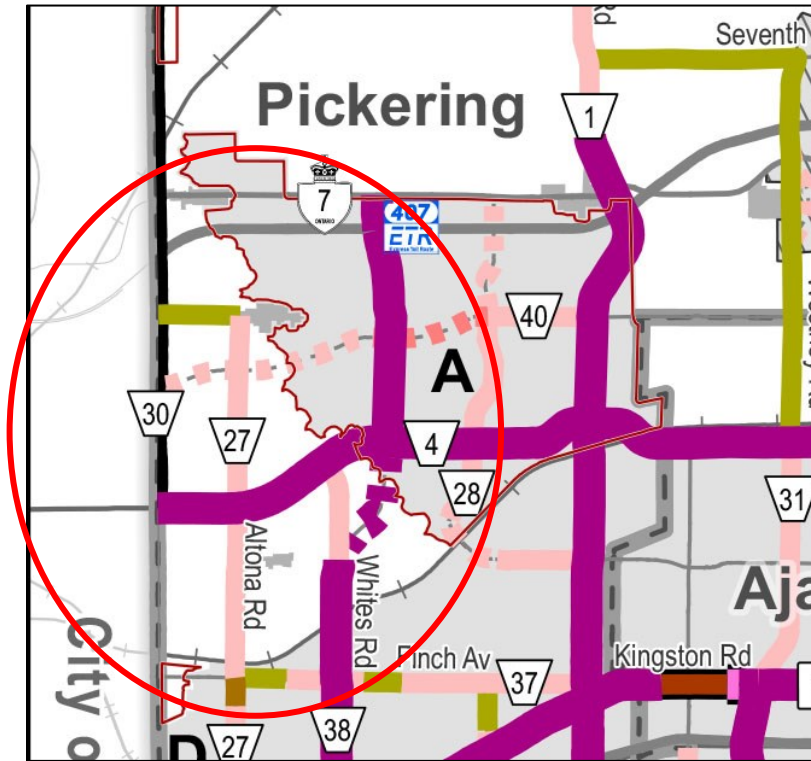 Rd
Seventh
Pickering
1
7
ONTARIO
407
ETR
Express Toll Route
40
A
30
27
4
28
31
Altona Rd
Whites Rd
Aja
City o
Finch Av
Kingston Rd
37
38
D
27